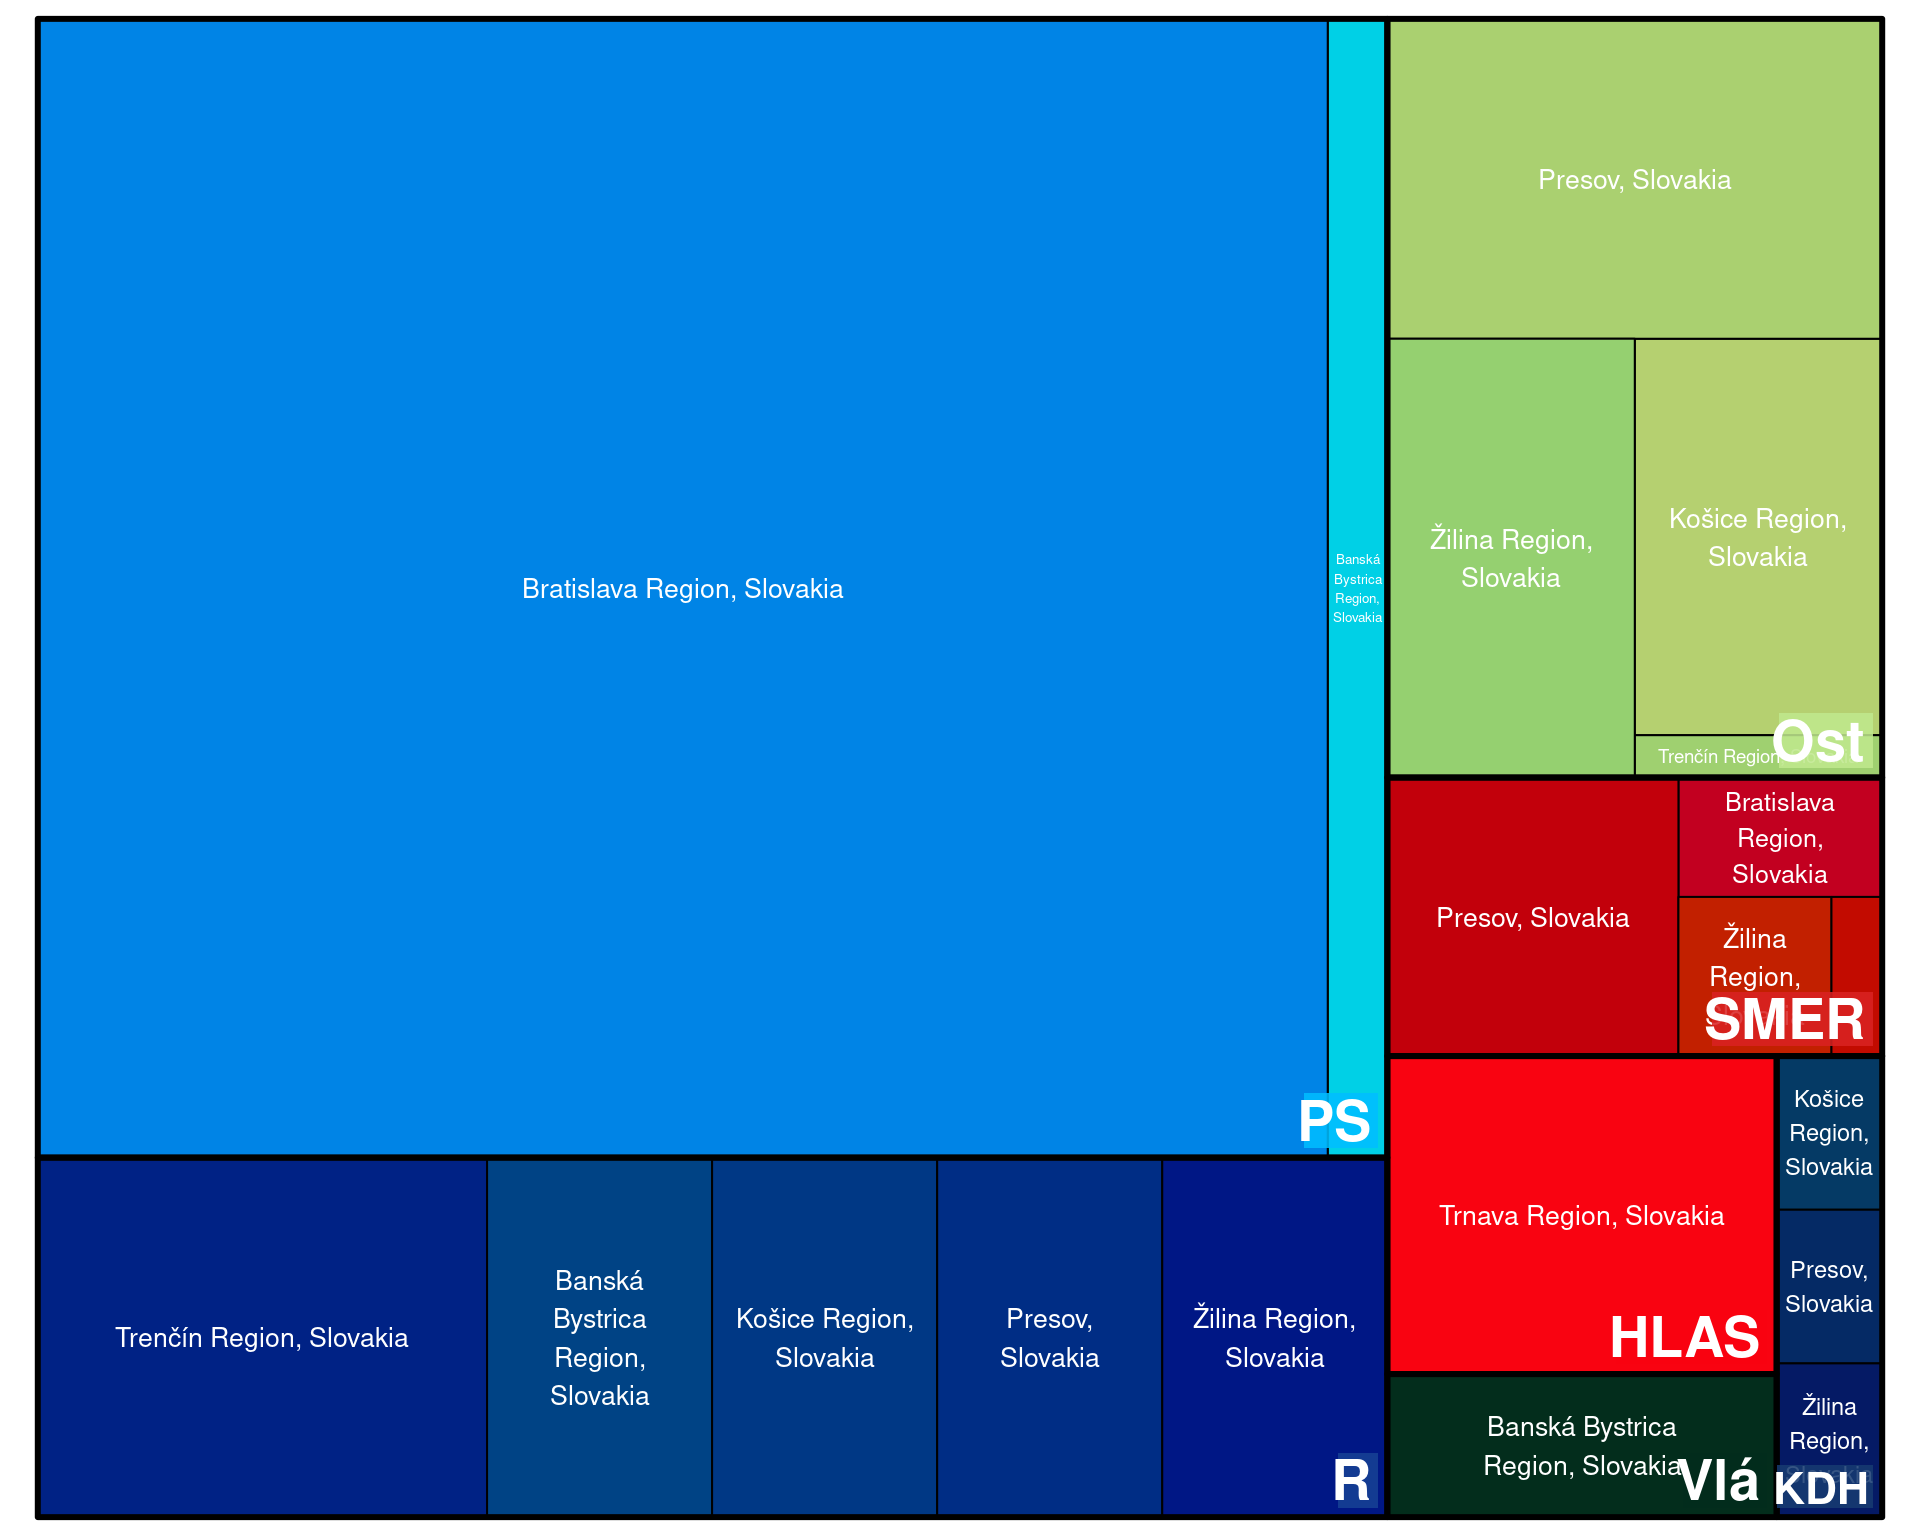 Bratislava Region, Slovakia
Banská
Bystrica
Region,
Slovakia
PS
Trenčín Region, Slovakia
Banská
Bystrica
Region,
Slovakia
Košice Region,
Slovakia
Presov,
Slovakia
Žilina Region,
Slovakia
R
Presov, Slovakia
Žilina Region,
Slovakia
Košice Region,
Slovakia
Trenčín Region
Ost
Presov, Slovakia
Bratislava
Region,
Slovakia
Žilina
Region,
SMER
Trnava Region, Slovakia
HLAS
Banská Bystrica
Region, Slovakia
Vlá
Košice
Region,
Slovakia
Presov,
Slovakia
Žilina
Region,
KDH